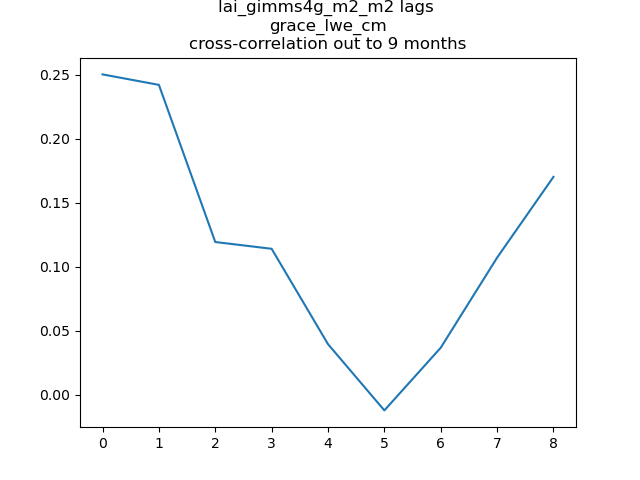 lai_gimms4g_m2_m2 lags
grace_lwe_cm
cross-correlation out to 9 months
0.25
0.20
0.15
0.10
0.05
0.00
0 1 2 3 4 5 6 7 8